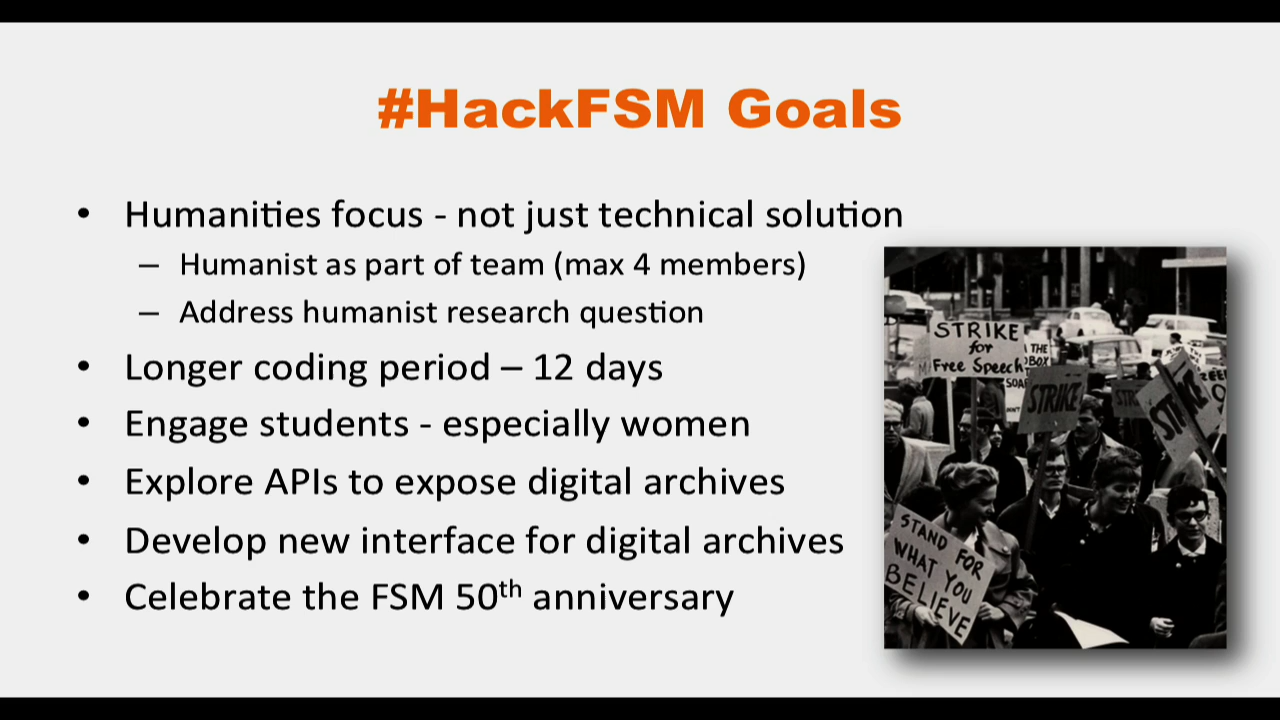 #HackFSM Goals
• Humanities focus - not just technical solution
– Humanist as part of team (max 4 members)
– Address humanist research question
• Longer coding period – 12 days
• Engage students - especially women
• Explore APIs to expose digital archives
• Develop new interface for digital archives
• Celebrate the FSM 50th anniversary
STRIKE
for
Free Speech
THE
BOX
STRIKE
STAND FOR
WHAT YOU
BELIEVE